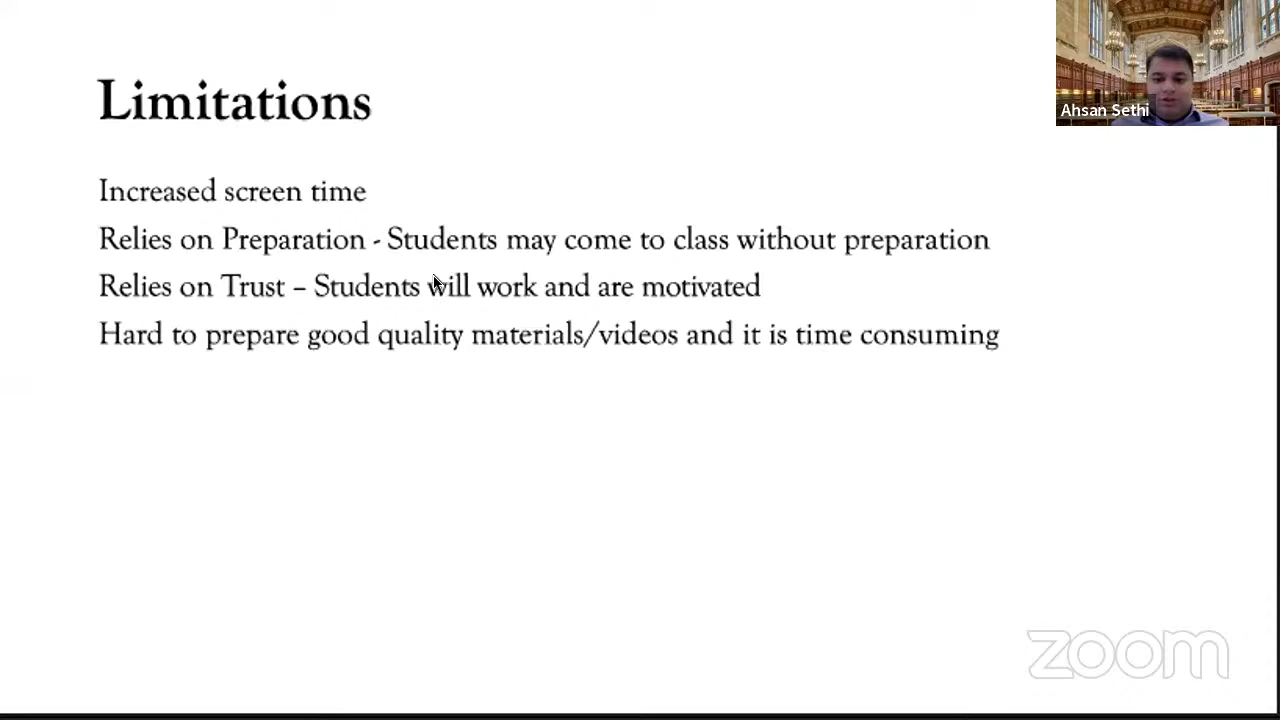 Limitations
Ahsan Sethi
Increased screen time
Relies on Preparation - Students may come to class without preparation
Relies on Trust – Students will work and are motivated
Hard to prepare good quality materials/videos and it is time consuming
zoom